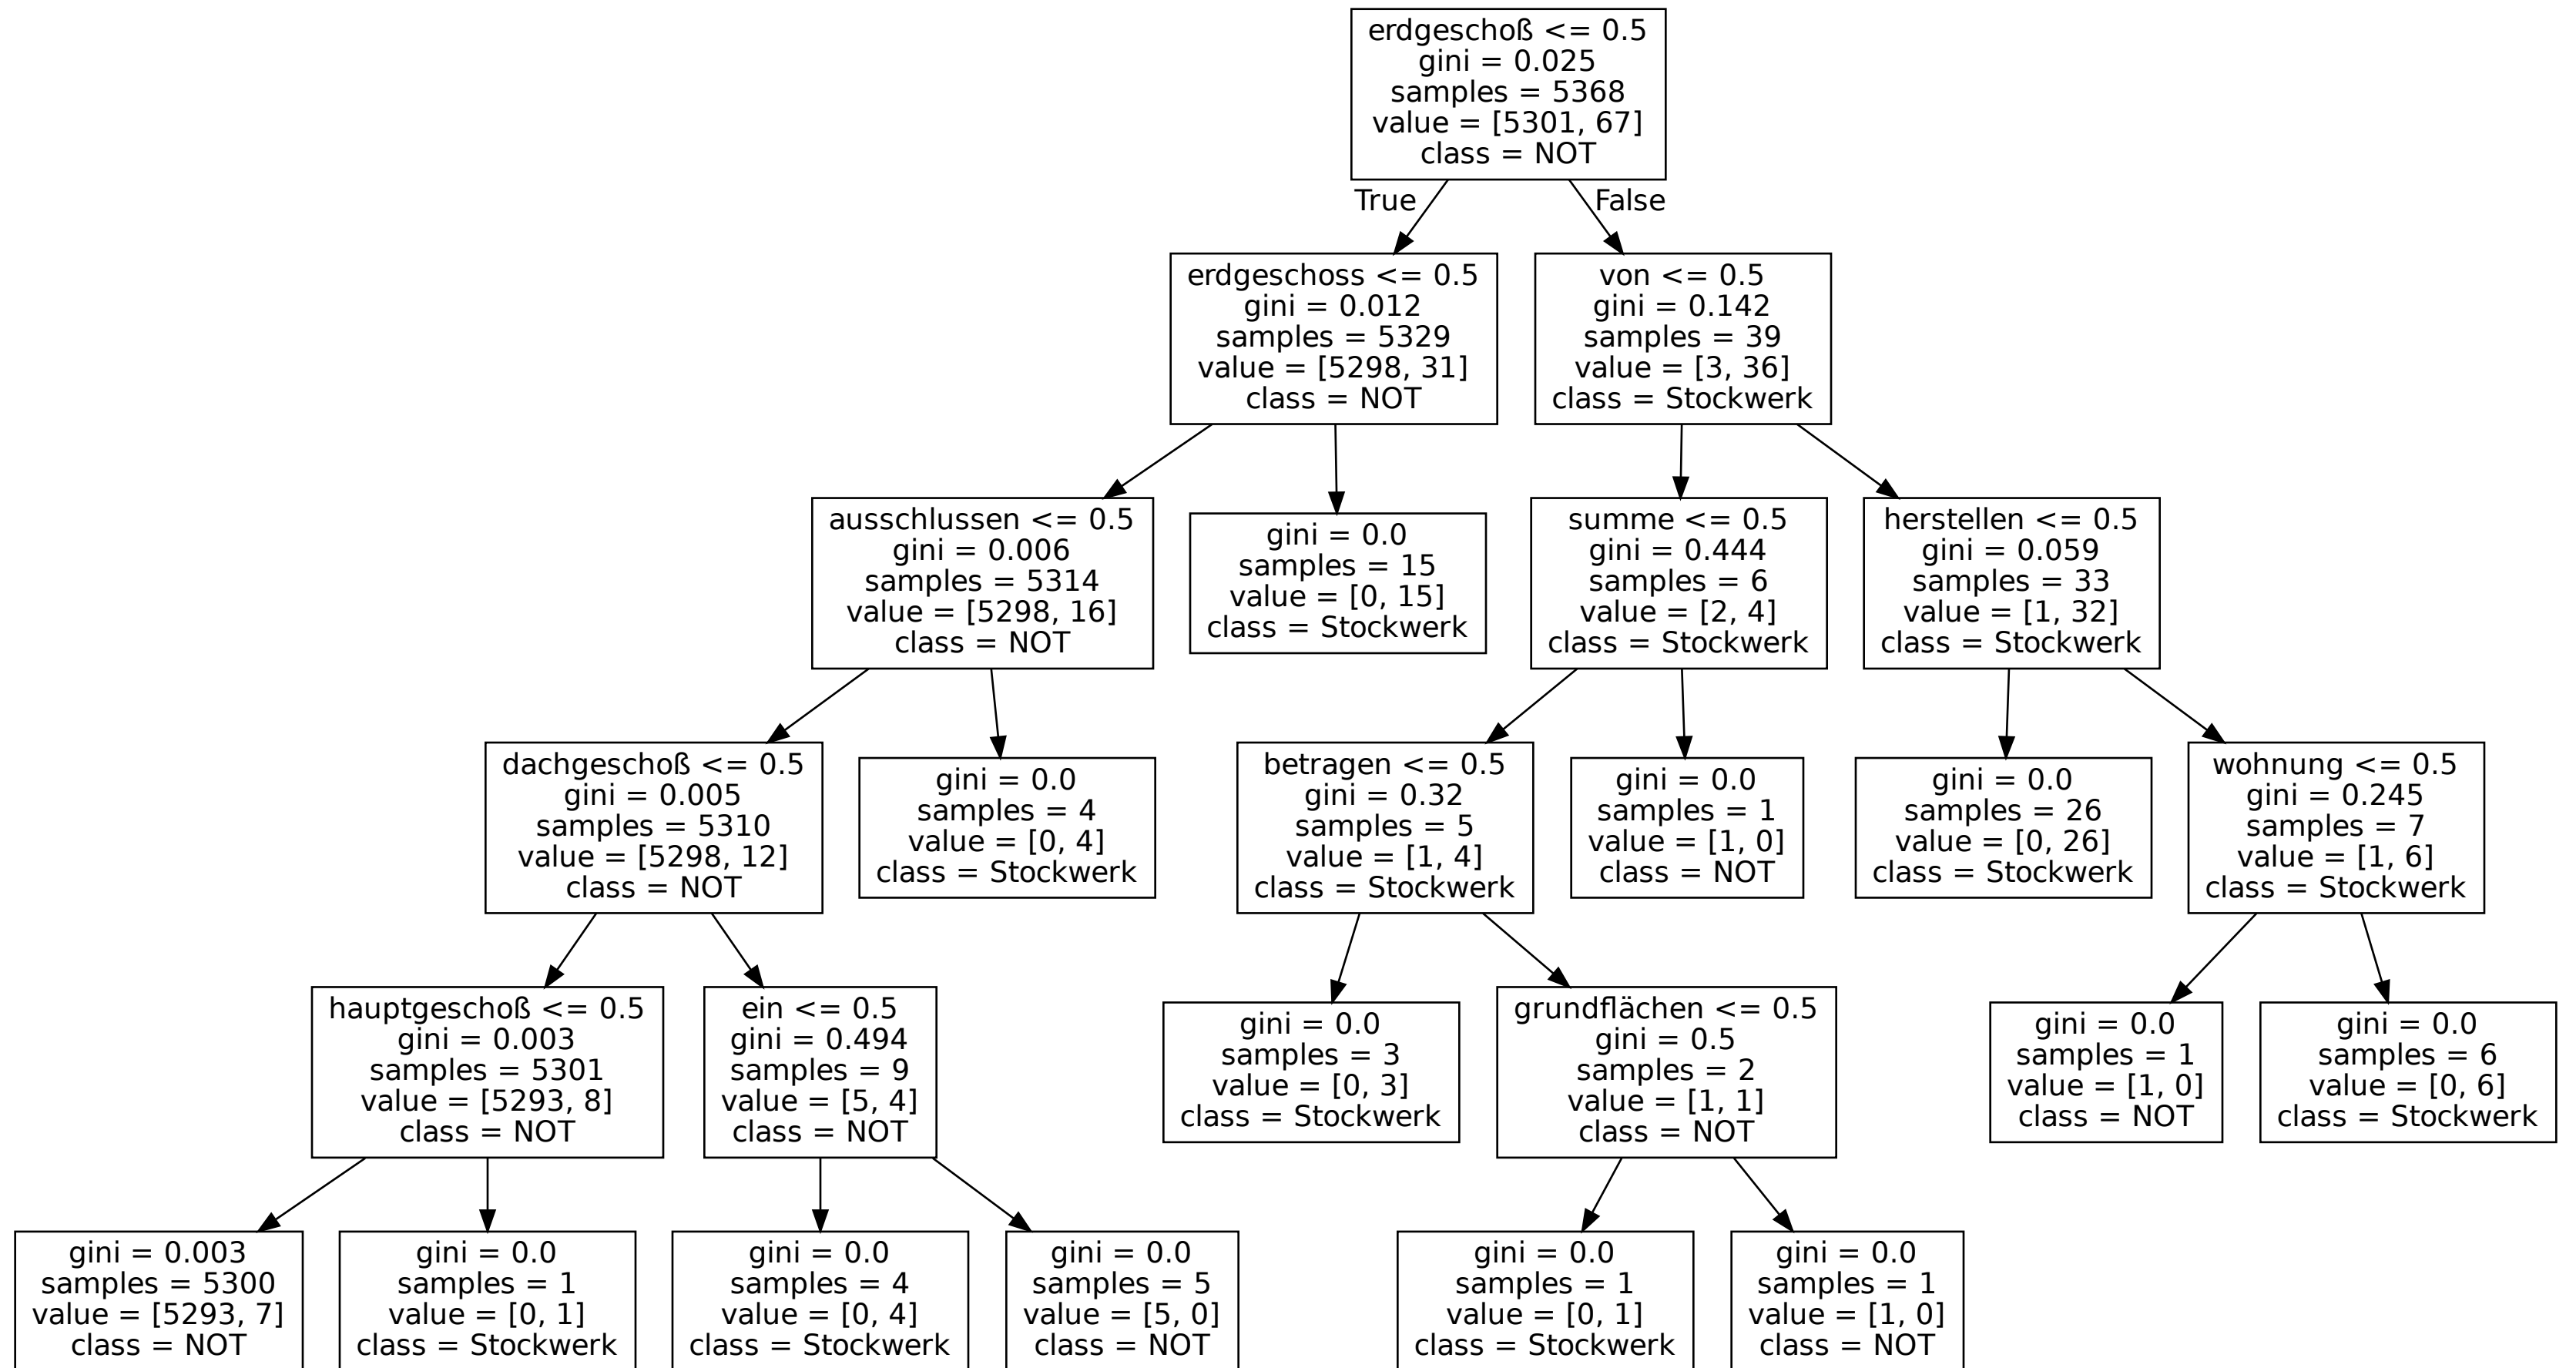 erdgeschoß <= 0.5
gini = 0.025
samples = 5368
value = [5301, 67]
class = NOT
True
False
erdgeschoss <= 0.5
gini = 0.012
samples = 5329
value = [5298, 31]
class = NOT
von <= 0.5
gini = 0.142
samples = 39
value = [3, 36]
class = Stockwerk
ausschlussen <= 0.5
gini = 0.006
samples = 5314
value = [5298, 16]
class = NOT
gini = 0.0
samples = 15
value = [0, 15]
class = Stockwerk
summe <= 0.5
gini = 0.444
samples = 6
value = [2, 4]
class = Stockwerk
herstellen <= 0.5
gini = 0.059
samples = 33
value = [1, 32]
class = Stockwerk
dachgeschoß <= 0.5
gini = 0.005
samples = 5310
value = [5298, 12]
class = NOT
gini = 0.0
samples = 4
value = [0, 4]
class = Stockwerk
betragen <= 0.5
gini = 0.32
samples = 5
value = [1, 4]
class = Stockwerk
gini = 0.0
samples = 1
value = [1, 0]
class = NOT
gini = 0.0
samples = 26
value = [0, 26]
class = Stockwerk
wohnung <= 0.5
gini = 0.245
samples = 7
value = [1, 6]
class = Stockwerk
hauptgeschoß <= 0.5
gini = 0.003
samples = 5301
value = [5293, 8]
class = NOT
ein <= 0.5
gini = 0.494
samples = 9
value = [5, 4]
class = NOT
gini = 0.0
samples = 3
value = [0, 3]
class = Stockwerk
grundflächen <= 0.5
gini = 0.5
samples = 2
value = [1, 1]
class = NOT
gini = 0.0
samples = 1
value = [1, 0]
class = NOT
gini = 0.0
samples = 6
value = [0, 6]
class = Stockwerk
gini = 0.003
samples = 5300
value = [5293, 7]
class = NOT
gini = 0.0
samples = 1
value = [0, 1]
class = Stockwerk
gini = 0.0
samples = 4
value = [0, 4]
class = Stockwerk
gini = 0.0
samples = 5
value = [5, 0]
class = NOT
gini = 0.0
samples = 1
value = [0, 1]
class = Stockwerk
gini = 0.0
samples = 1
value = [1, 0]
class = NOT